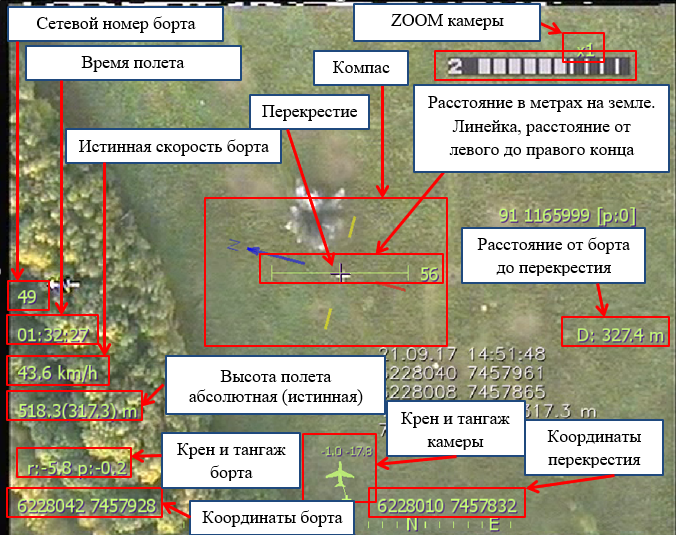 Сетевой номер борта
ZOOM камеры
x1
2
Время полета
Компас
Перекрестие
Расстояние в метрах на земле.
Линейка, расстояние от
левого до правого конца
Истинная скорость борта
91 1165999 [p:0]
N
56
Расстояние от борта
до перекрестия
49
01:32:27
D: 327.4 m
43.6 km/h
21.09.17 14:51:48
6228040 7457961
6228008 7457865
317.3 m
Высота полета
абсолютная (истинная)
518.3(317.3) m
Крен и тангаж
камеры
Координаты
перекрестия
Крен и тангаж
борта
-1.0 -17.8
r:-5.8 p:-0.2
6228042 7457928
Координаты борта
6228010 7457832
N E